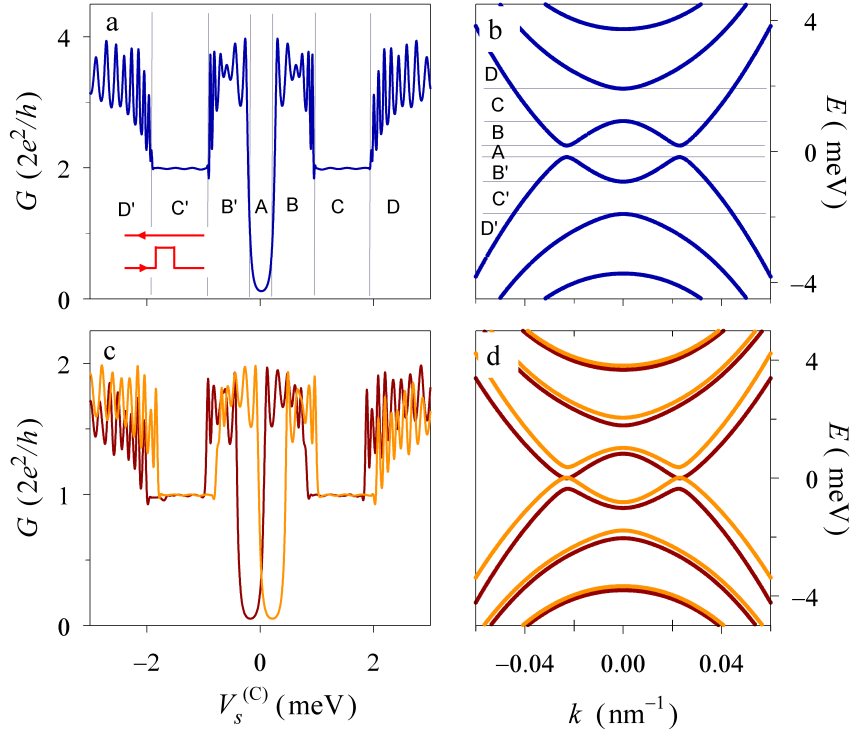 a
4
2
0
G (2e²/h)
D'
C'
B'
A
B
C
D
b
D
C
B
A
B'
C'
D'
4
0
−4
E ( meV)
c
2
1
0
G (2e²/h)
−2
0
2
Vₛ⁽ᶜ⁾ (meV)
d
4
0
−4
E ( meV)
−0.04
0.00
0.04
k (nm⁻¹)